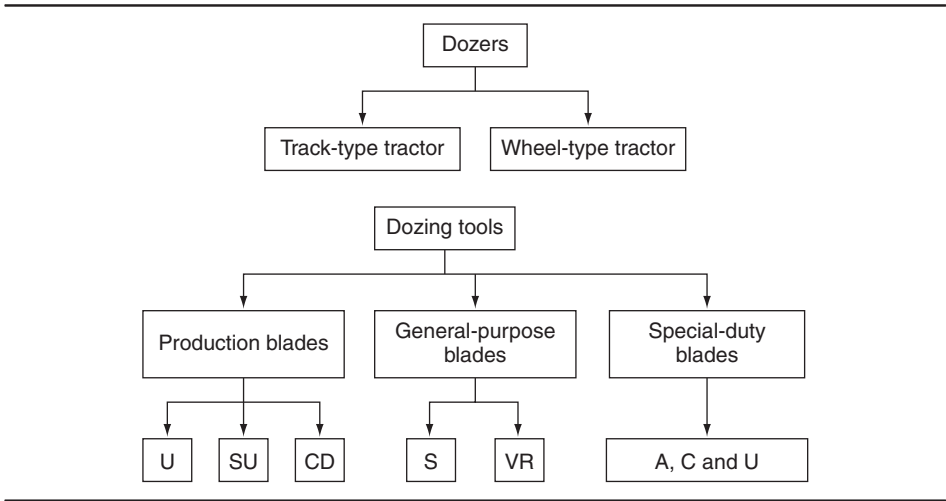 Dozers
Track-type tractor
Wheel-type tractor
Dozing tools
Production blades
General-purpose
blades
Special-duty
blades
U
SU
CD
S
VR
A, C and U